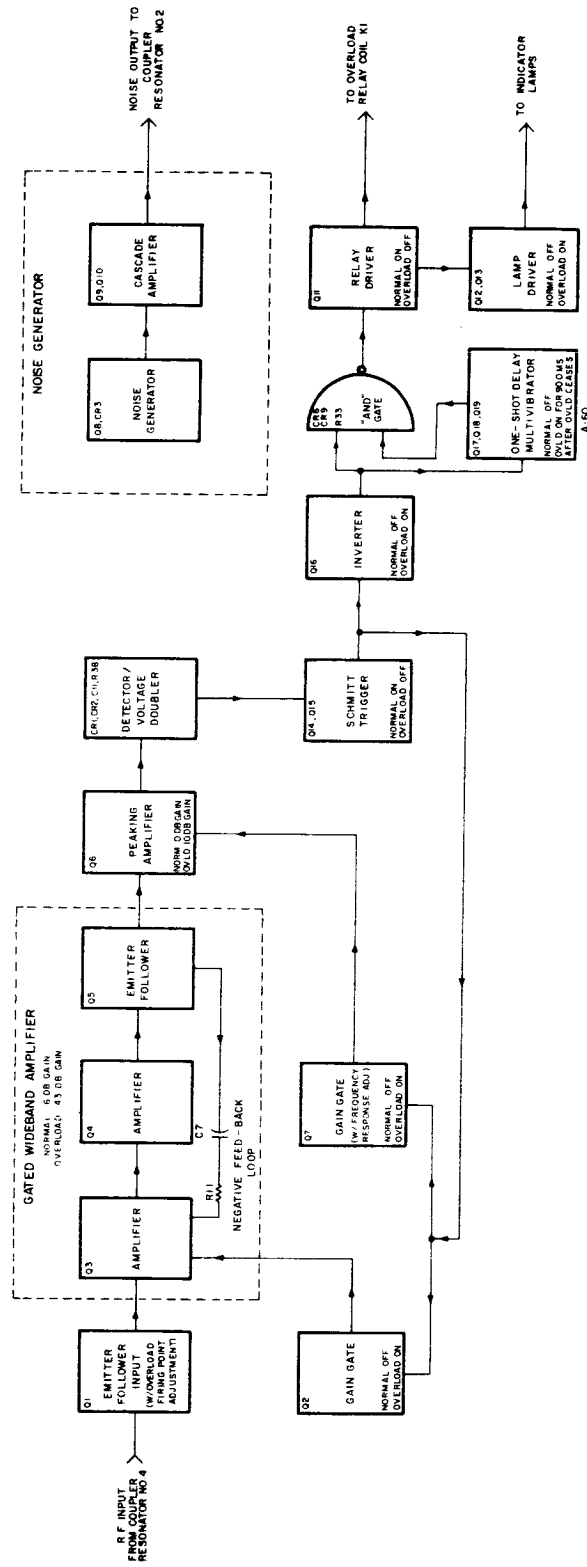 NOISE GENERATOR
Q8,CR3
NOISE
GENERATOR
Q9,Q10
CASCADE
AMPLIFIER
NOISE OUTPUT TO
COUPLER
RESONATOR NO.2
GATED WIDEBAND AMPLIFIER
NORMAL 6 DB GAIN
OVERLOAD 43 DB GAIN
RF INPUT
FROM COUPLER
RESONATOR NO.4
Q1
EMITTER
FOLLOWER
INPUT
(W/OVERLOAD
FIRING POINT
ADJUSTMENT)
Q3
AMPLIFIER
Q4
AMPLIFIER
Q5
EMITTER
FOLLOWER
R11
C7
NEGATIVE FEED-BACK
LOOP
Q6
PEAKING
AMPLIFIER
NORM 0 DB GAIN
OVLD 10 DB GAIN
CR1,CR2,C11,R38
DETECTOR/
VOLTAGE
DOUBLER
Q2
GAIN GATE
NORMAL OFF
OVERLOAD ON
Q7
GAIN GATE
(W/FREQUENCY
RESPONSE ADJ)
NORMAL OFF
OVERLOAD ON
Q14,Q15
SCHMITT
TRIGGER
NORMAL ON
OVERLOAD OFF
Q16
INVERTER
NORMAL OFF
OVERLOAD ON
CR8
CR9
R33
"AND"
GATE
Q17,Q18,Q19
ONE-SHOT DELAY
MULTIVIBRATOR
NORMAL OFF
OVLD ON FOR 900 MS
AFTER OVLD CEASES
A-60
Q11
RELAY
DRIVER
NORMAL ON
OVERLOAD OFF
TO OVERLOAD
RELAY COIL K1
Q12,Q13
LAMP
DRIVER
NORMAL OFF
OVERLOAD ON
TO INDICATOR
LAMPS